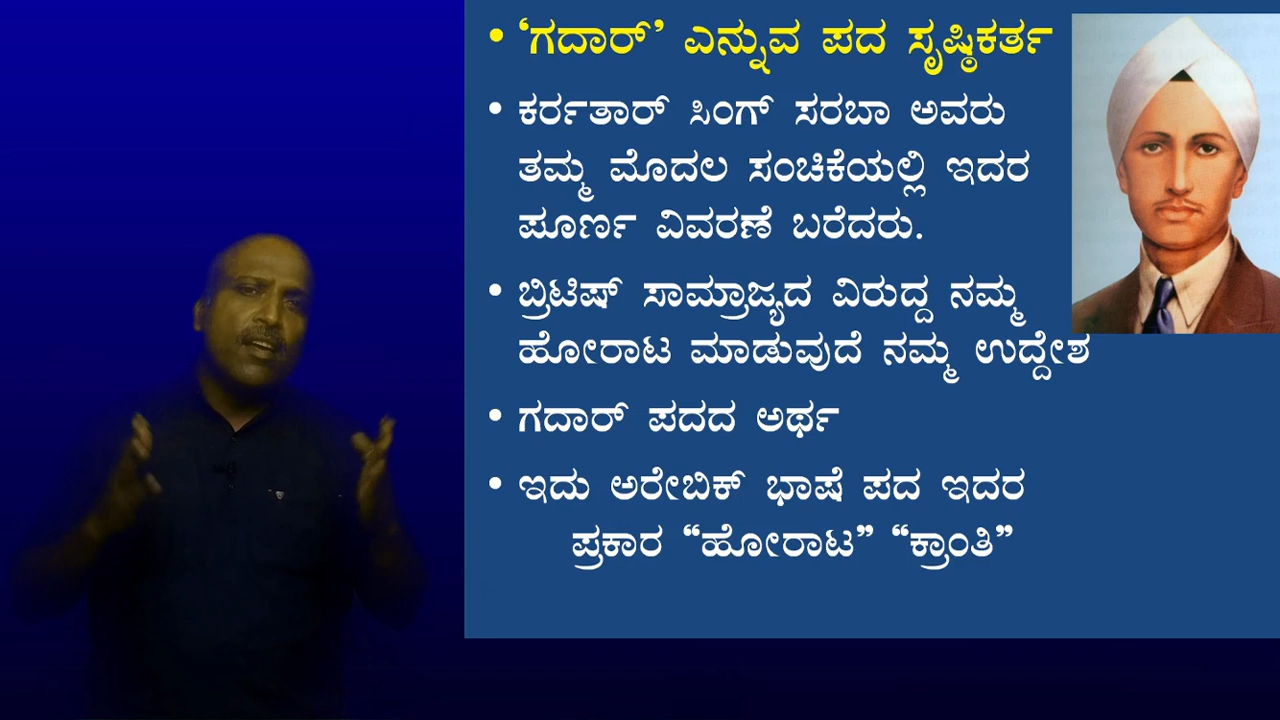 • ‘ಗದಾರ್’ ಎನ್ನುವ ಪದ ಸೃಷ್ಠಿಕರ್ತ
• ಕರ್ರತಾರ್ ಸಿಂಗ್ ಸರಬಾ ಅವರು
ತಮ್ಮ ಮೊದಲ ಸಂಚಿಕೆಯಲ್ಲಿ ಇದರ
ಪೂರ್ಣ ವಿವರಣೆ ಬರೆದರು.
• ಬ್ರಿಟಿಷ್ ಸಾಮ್ರಾಜ್ಯದ ವಿರುದ್ದ ನಮ್ಮ
ಹೋರಾಟ ಮಾಡುವುದೆ ನಮ್ಮ ಉದ್ದೇಶ
• ಗದಾರ್ ಪದದ ಅರ್ಥ
• ಇದು ಅರೇಬಿಕ್ ಭಾಷೆ ಪದ ಇದರ
ಪ್ರಕಾರ “ಹೋರಾಟ” “ಕ್ರಾಂತಿ”